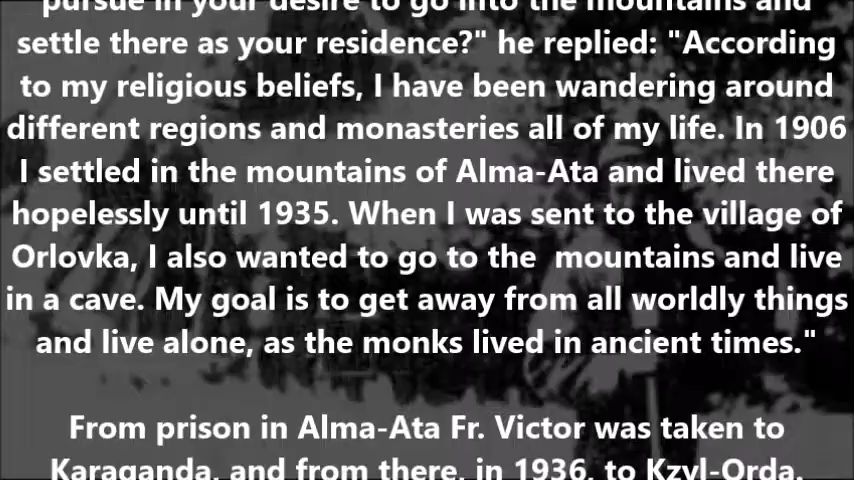 pursue in your desire to go into the mountains and
settle there as your residence?" he replied: "According
to my religious beliefs, I have been wandering around
different regions and monasteries all of my life. In 1906
I settled in the mountains of Alma-Ata and lived there
hopelessly until 1935. When I was sent to the village of
Orlovka, I also wanted to go to the  mountains and live
in a cave. My goal is to get away from all worldly things
and live alone, as the monks lived in ancient times."
From prison in Alma-Ata Fr. Victor was taken to
Karaganda, and from there, in 1936, to Kzyl-Orda.